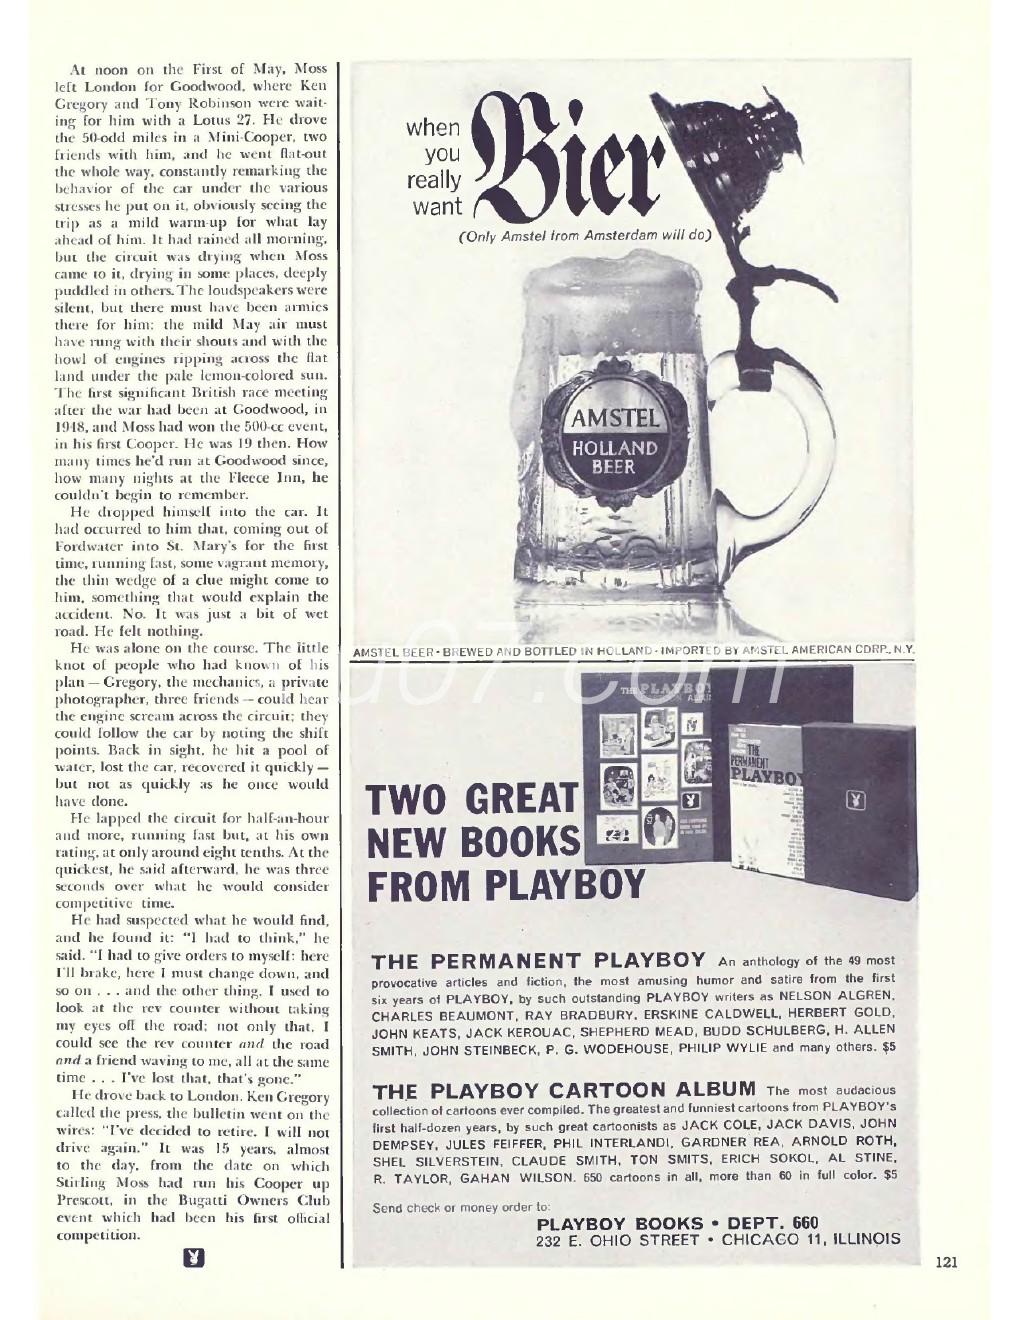 At noon on the First of May, Moss
left London for Goodwood, where Ken
Gregory and Tony Robinson were wait-
ing for him with a Lotus 27. He drove
the 50-odd miles in a Mini-Cooper, two
friends with him, and he went flat-out
the whole way, constantly remarking the
behavior of the car under the various
stresses he put on it, obviously seeing the
trip as a mild warm-up for what lay
ahead of him. It had rained all morning,
but the circuit was drying when Moss
came to it, drying in some places, deeply
puddled in others. The loudspeakers were
silent, but there must have been armies
there for him; the mild May air must
have rung with their shouts and with the
howl of engines ripping across the flat
land under the pale lemon-colored sun.
The first significant British race meeting
after the war had been at Goodwood, in
1948, and Moss had won the 500-cc event,
in his first Cooper. He was 19 then. How
many times he'd run at Goodwood since,
how many nights at the Fleece Inn, he
couldn't begin to remember.
He dropped himself into the car. It
had occurred to him that, coming out of
Fordwater into St. Mary's for the first
time, running fast, some vagrant memory,
the thin wedge of a clue might come to
him, something that would explain the
accident. No. It was just a bit of wet
road. He felt nothing.
He was alone on the course. The little
knot of people who had known of his
plan — Gregory, the mechanics, a private
photographer, three friends — could hear
the engine scream across the circuit; they
could follow the car by noting the shift
points. Back in sight, he hit a pool of
water, lost the car, recovered it quickly —
but not as quickly as he once would
have done.
He lapped the circuit for half-an-hour
and more, running fast but, at his own
rating, at only around eight tenths. At the
quickest, he said afterward, he was three
seconds over what he would consider
competitive time.
He had suspected what he would find,
and he found it: "I had to think," he
said. "I had to give orders to myself: here
I'll brake, here I must change down, and
so on . . . and the other thing, I used to
look at the rev counter without taking
my eyes off the road; not only that, I
could see the rev counter and the road
and a friend waving to me, all at the same
time . . . I've lost that, that's gone."
He drove back to London. Ken Gregory
called the press, the bulletin went on the
wires: "I've decided to retire. I will not
drive again." It was 15 years, almost
to the day, from the date on which
Stirling Moss had run his Cooper up
Prescott, in the Bugatti Owners Club
event which had been his first official
competition.
when
you
really
want
Bier
(Only Amstel from Amsterdam will do)
AMSTEL
HOLLAND
BEER
AMSTEL BEER • BREWED AND BOTTLED IN HOLLAND • IMPORTED BY AMSTEL AMERICAN CORP., N.Y.
THE PLAYBOY
THE
PERMANENT
PLAYBOY
TWO GREAT
NEW BOOKS
FROM PLAYBOY
THE PERMANENT PLAYBOY An anthology of the 49 most
provocative articles and fiction, the most amusing humor and satire from the first
six years of PLAYBOY, by such outstanding PLAYBOY writers as NELSON ALGREN,
CHARLES BEAUMONT, RAY BRADBURY, ERSKINE CALDWELL, HERBERT GOLD,
JOHN KEATS, JACK KEROUAC, SHEPHERD MEAD, BUDD SCHULBERG, H. ALLEN
SMITH, JOHN STEINBECK, P. G. WODEHOUSE, PHILIP WYLIE and many others. $5
THE PLAYBOY CARTOON ALBUM The most audacious
collection of cartoons ever compiled. The greatest and funniest cartoons from PLAYBOY's
first half-dozen years, by such great cartoonists as JACK COLE, JACK DAVIS, JOHN
DEMPSEY, JULES FEIFFER, PHIL INTERLANDI, GARDNER REA, ARNOLD ROTH,
SHEL SILVERSTEIN, CLAUDE SMITH, TON SMITS, ERICH SOKOL, AL STINE,
R. TAYLOR, GAHAN WILSON. 650 cartoons in all, more than 60 in full color. $5
Send check or money order to:
PLAYBOY BOOKS • DEPT. 660
232 E. OHIO STREET • CHICAGO 11, ILLINOIS
121